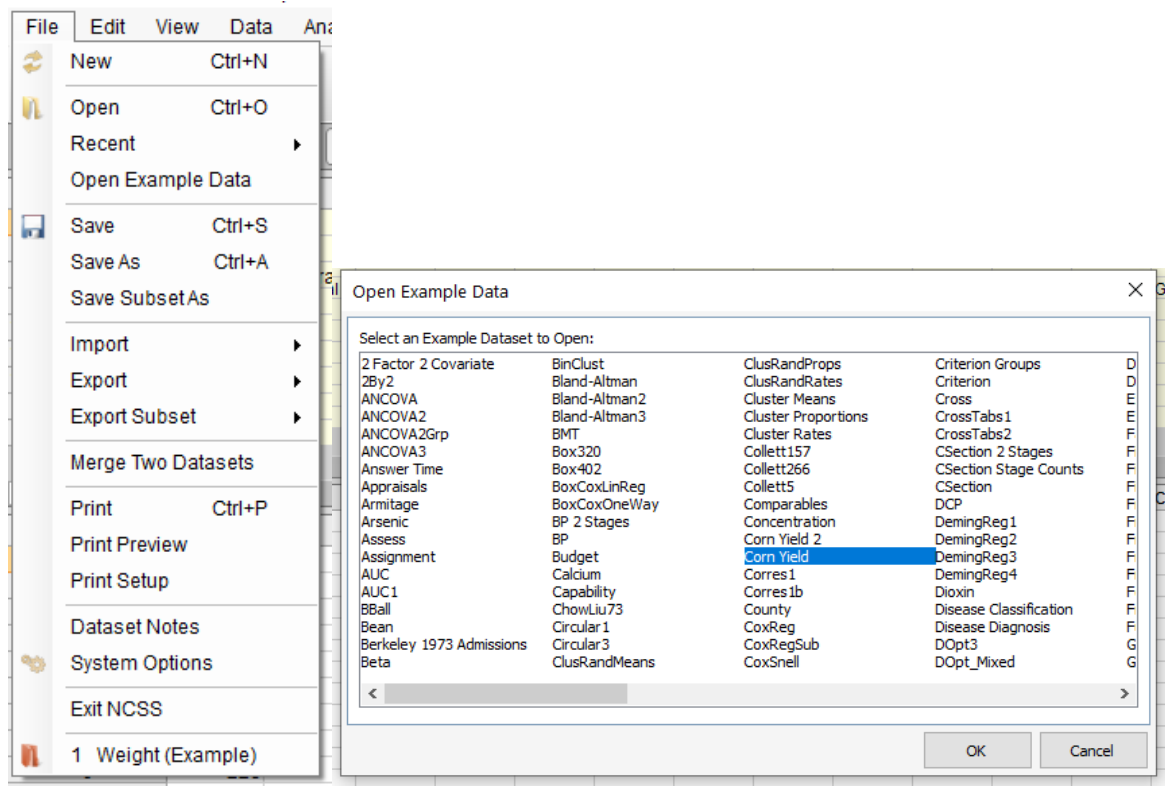 File Edit View Data
New Ctrl+N
Open Ctrl+O
Recent
Open Example Data
Save Ctrl+S
Save As Ctrl+A
Save Subset As
Import
Export
Export Subset
Merge Two Datasets
Print Ctrl+P
Print Preview
Print Setup
Dataset Notes
System Options
Exit NCSS
1 Weight (Example)
Open Example Data
Select an Example Dataset to Open:
2 Factor 2 Covariate BinClust ClusRandProps Criterion Groups D
2By2 Bland-Altman ClusRandRates Criterion D
ANCOVA Bland-Altman2 Cluster Means Cross E
ANCOVA2 Bland-Altman3 Cluster Proportions CrossTabs1 E
ANCOVA2Grp BMT Cluster Rates CrossTabs2 F
ANCOVA3 Box320 Collett157 CSection 2 Stages F
Answer Time Box402 Collett266 CSection Stage Counts F
Appraisals BoxCoxLinReg Collett5 CSection F
Armitage BoxCoxOneWay Comparables DCP F
Arsenic BP 2 Stages Concentration DemingReg1 F
Assess BP Corn Yield 2 DemingReg2 F
Assignment Budget Corn Yield DemingReg3 F
AUC Calcium Corres1 DemingReg4 F
AUC1 Capability Corres1b Dioxin F
BBall ChowLiu73 County Disease Classification F
Bean Circular1 CoxReg Disease Diagnosis F
Berkeley 1973 Admissions Circular3 CoxRegSub DOpt3 G
Beta ClusRandMeans CoxSnell DOpt_Mixed G
OK Cancel